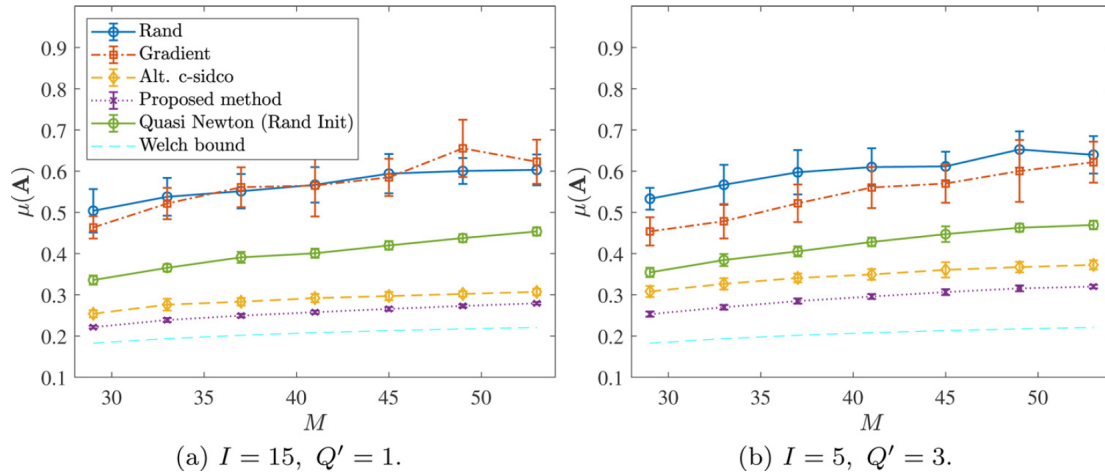 0.9
0.8
0.7
0.6
0.5
0.4
0.3
0.2
0.1
μ(A)
Rand
Gradient
Alt. c-sidco
Proposed method
Quasi Newton (Rand Init)
Welch bound
30 35 40 45 50
M
(a) I = 15, Q′ = 1.
0.9
0.8
0.7
0.6
0.5
0.4
0.3
0.2
0.1
μ(A)
30 35 40 45 50
M
(b) I = 5, Q′ = 3.